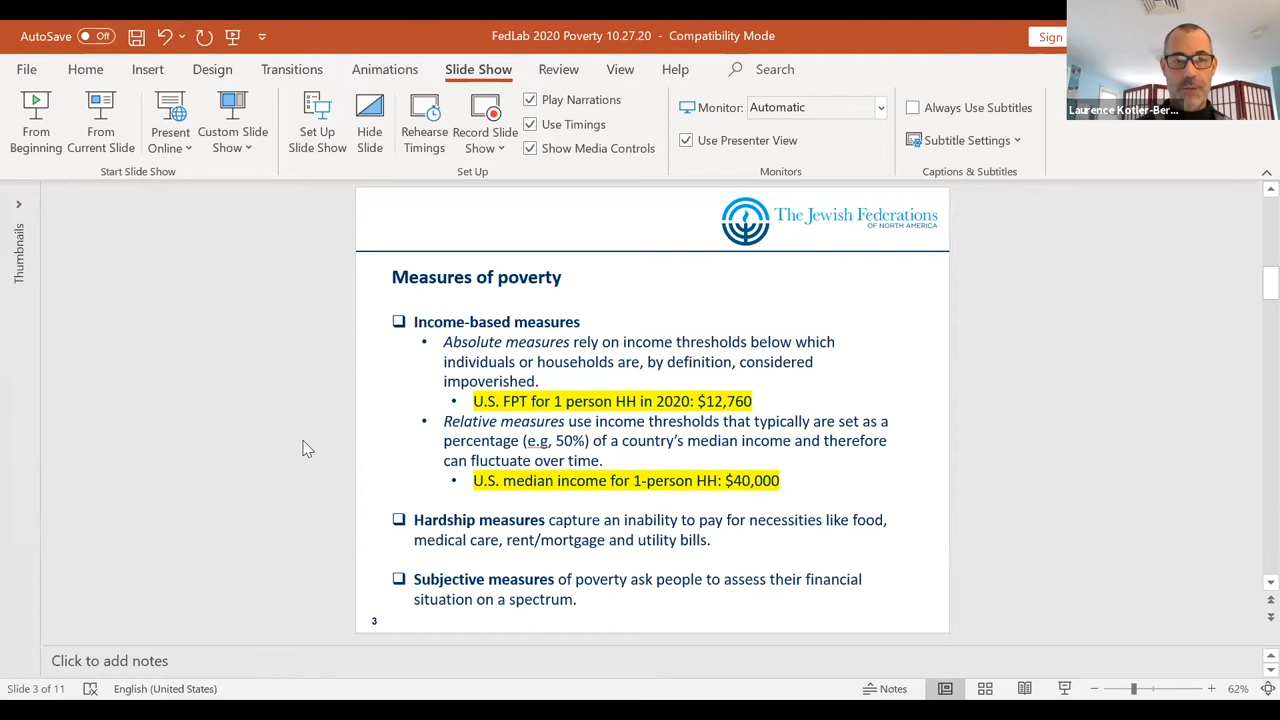 AutoSave Off
FedLab 2020 Poverty 10.27.20 - Compatibility Mode
Sign
File Home Insert Design Transitions Animations Slide Show Review View Help Search
From Beginning
From Current Slide
Present Online
Custom Slide Show
Start Slide Show
Set Up Slide Show
Hide Slide
Rehearse Timings
Record Slide Show
Play Narrations
Use Timings
Show Media Controls
Set Up
Monitor: Automatic
Use Presenter View
Monitors
Always Use Subtitles
Subtitle Settings
Captions & Subtitles
Laurence Kotler-Ber...
Thumbnails
The Jewish Federations
OF NORTH AMERICA
Measures of poverty
Income-based measures
• Absolute measures rely on income thresholds below which
individuals or households are, by definition, considered
impoverished.
• U.S. FPT for 1 person HH in 2020: $12,760
• Relative measures use income thresholds that typically are set as a
percentage (e.g, 50%) of a country's median income and therefore
can fluctuate over time.
• U.S. median income for 1-person HH: $40,000
Hardship measures capture an inability to pay for necessities like food,
medical care, rent/mortgage and utility bills.
Subjective measures of poverty ask people to assess their financial
situation on a spectrum.
3
Click to add notes
Slide 3 of 11 English (United States) Notes 62%